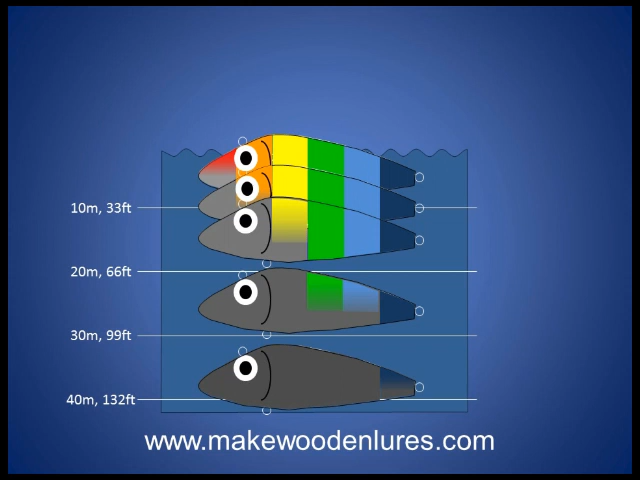 10m, 33ft
20m, 66ft
30m, 99ft
40m, 132ft
www.makewoodenlures.com